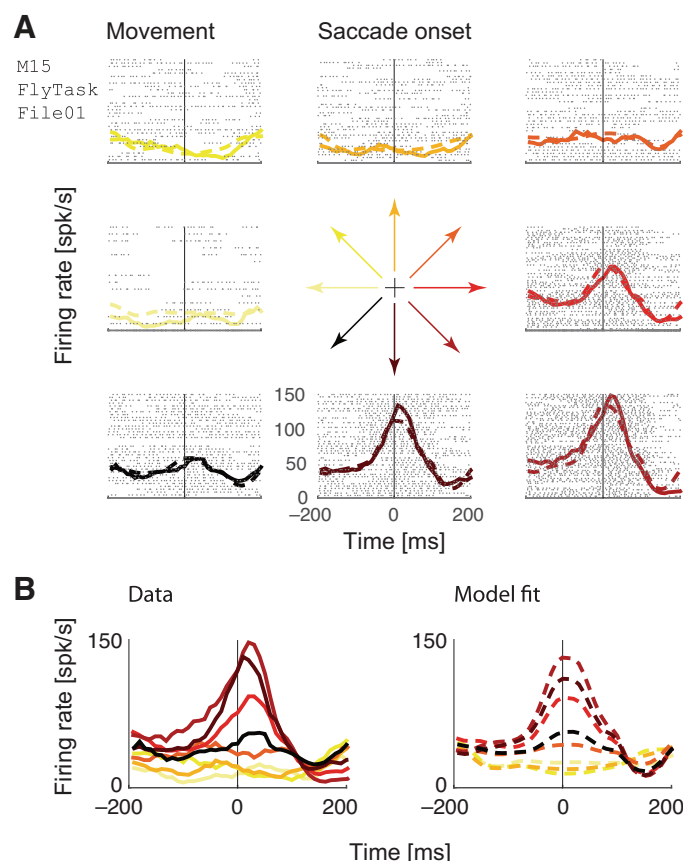 A
Movement
Saccade onset
M15
FlyTask
File01
Firing rate [spk/s]
150
100
50
0
−200
0
200
Time [ms]
B
Data
Model fit
Firing rate [spk/s]
150
0
−200
0
200
150
0
−200
0
200
Time [ms]